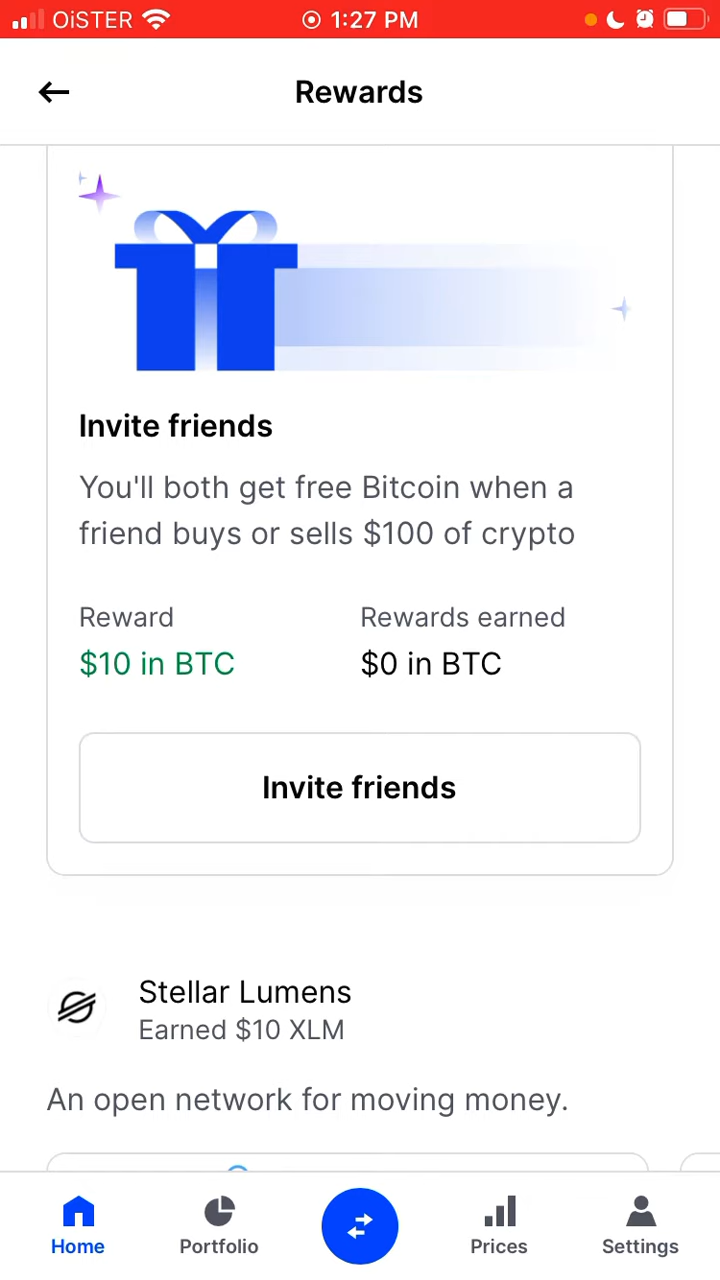 OiSTER 1:27 PM
Rewards
Invite friends
You'll both get free Bitcoin when a
friend buys or sells $100 of crypto
Reward Rewards earned
$10 in BTC $0 in BTC
Invite friends
Stellar Lumens
Earned $10 XLM
An open network for moving money.
Home Portfolio Prices Settings